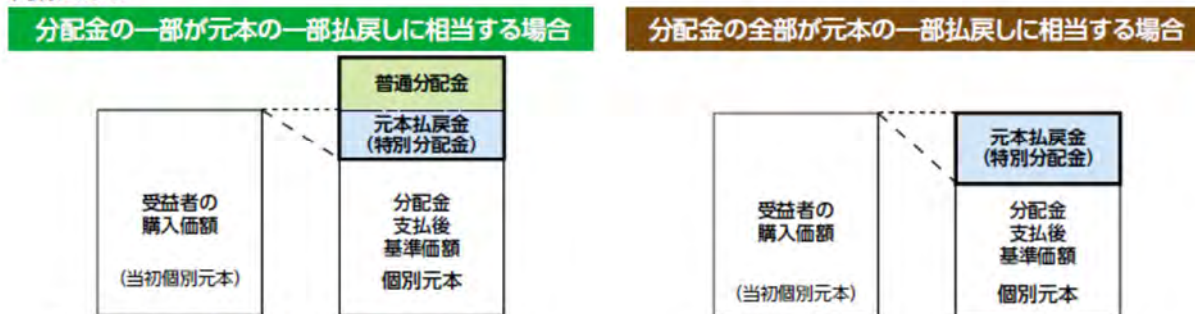 分配金の一部が元本の一部払戻しに相当する場合
普通分配金
元本払戻金
(特別分配金)
受益者の
購入価額
(当初個別元本)
分配金
支払後
基準価額
個別元本
分配金の全部が元本の一部払戻しに相当する場合
元本払戻金
(特別分配金)
受益者の
購入価額
(当初個別元本)
分配金
支払後
基準価額
個別元本